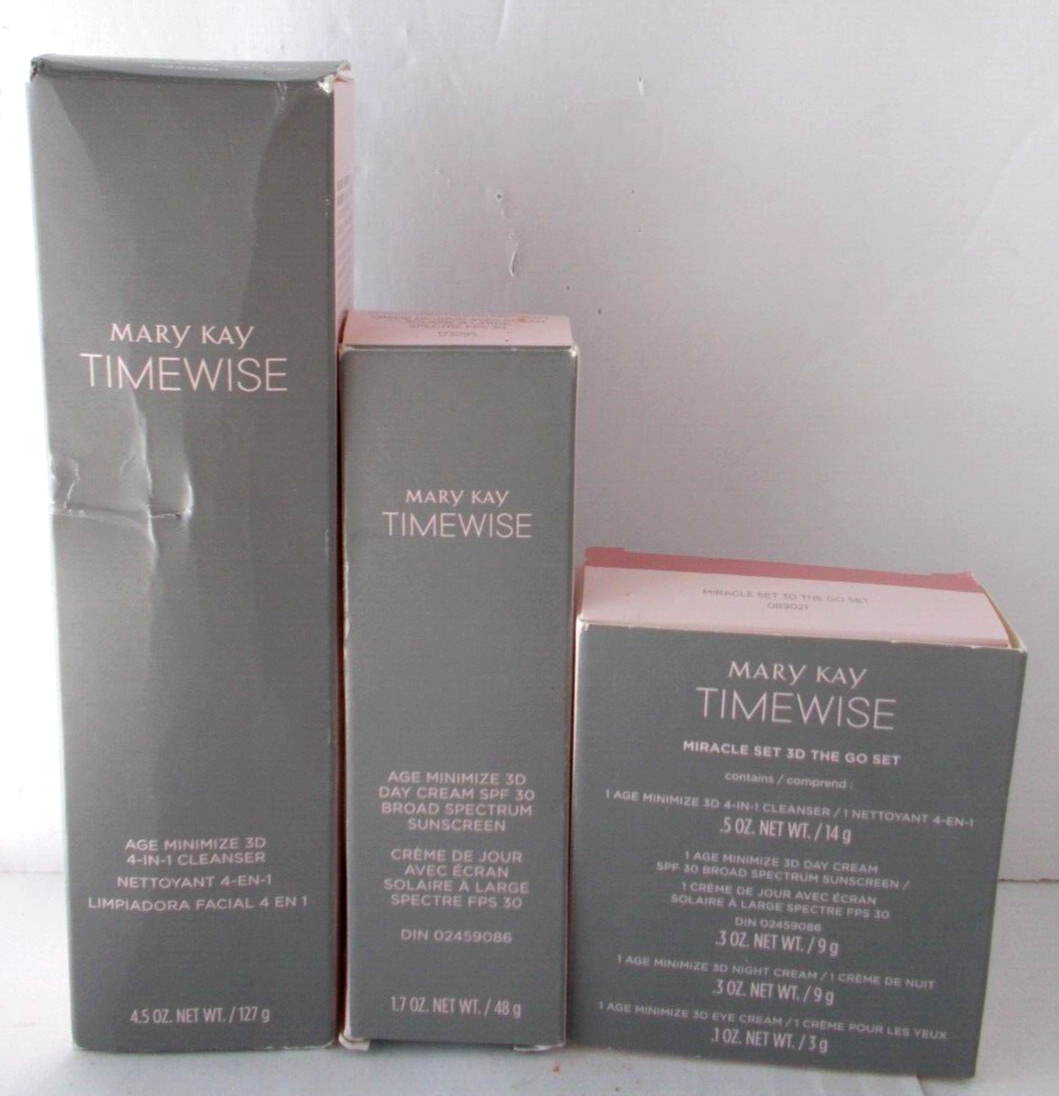 MARY KAY
TIMEWISE
AGE MINIMIZE 3D
4-IN-1 CLEANSER
NETTOYANT 4-EN-1
LIMPIADORA FACIAL 4 EN 1
4.5 OZ. NET WT. / 127 g
SPECTRE FPS 30
MARY KAY
TIMEWISE
AGE MINIMIZE 3D
DAY CREAM SPF 30
BROAD SPECTRUM
SUNSCREEN
CRÈME DE JOUR
AVEC ÉCRAN
SOLAIRE À LARGE
SPECTRE FPS 30
DIN 02459086
1.7 OZ. NET WT. / 48 g
MIRACLE SET 3D THE GO SET
089021
MARY KAY
TIMEWISE
MIRACLE SET 3D THE GO SET
contains / comprend :
1 AGE MINIMIZE 3D 4-IN-1 CLEANSER / 1 NETTOYANT 4-EN-1
.5 OZ. NET WT. / 14 g
1 AGE MINIMIZE 3D DAY CREAM
SPF 30 BROAD SPECTRUM SUNSCREEN /
1 CRÈME DE JOUR AVEC ÉCRAN
SOLAIRE À LARGE SPECTRE FPS 30
DIN 02459086
.3 OZ. NET WT. / 9 g
1 AGE MINIMIZE 3D NIGHT CREAM / 1 CRÈME DE NUIT
.3 OZ. NET WT. / 9 g
1 AGE MINIMIZE 3D EYE CREAM / 1 CRÈME POUR LES YEUX
.1 OZ. NET WT. / 3 g